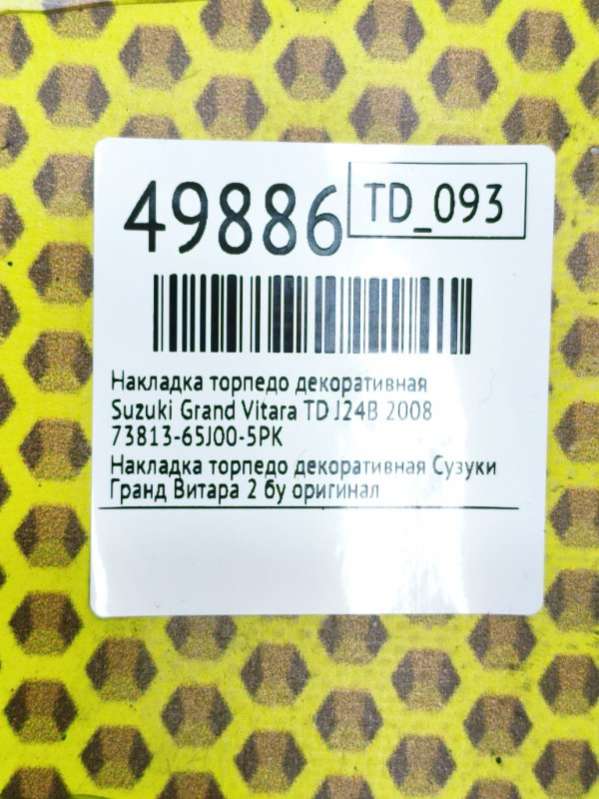 49886
TD_093
Накладка торпедо декоративная
Suzuki Grand Vitara TD J24B 2008
73813-65J00-5PK
Накладка торпедо декоративная Сузуки
Гранд Витара 2 бу оригинал